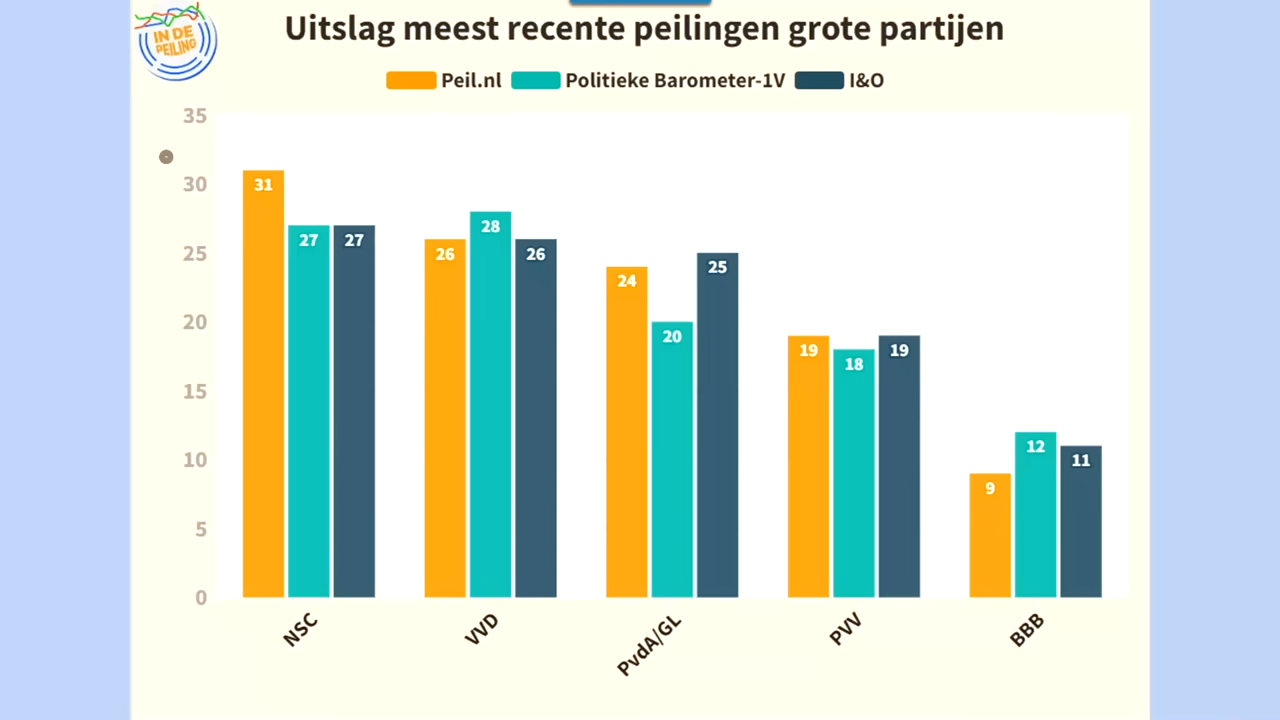 IN DE
PEILING
Uitslag meest recente peilingen grote partijen
Peil.nl Politieke Barometer-1V I&O
35
30
25
20
15
10
5
0
31 27 27
26 28 26
24 20 25
19 18 19
9 12 11
NSC
VVD
PvdA/GL
PVV
BBB